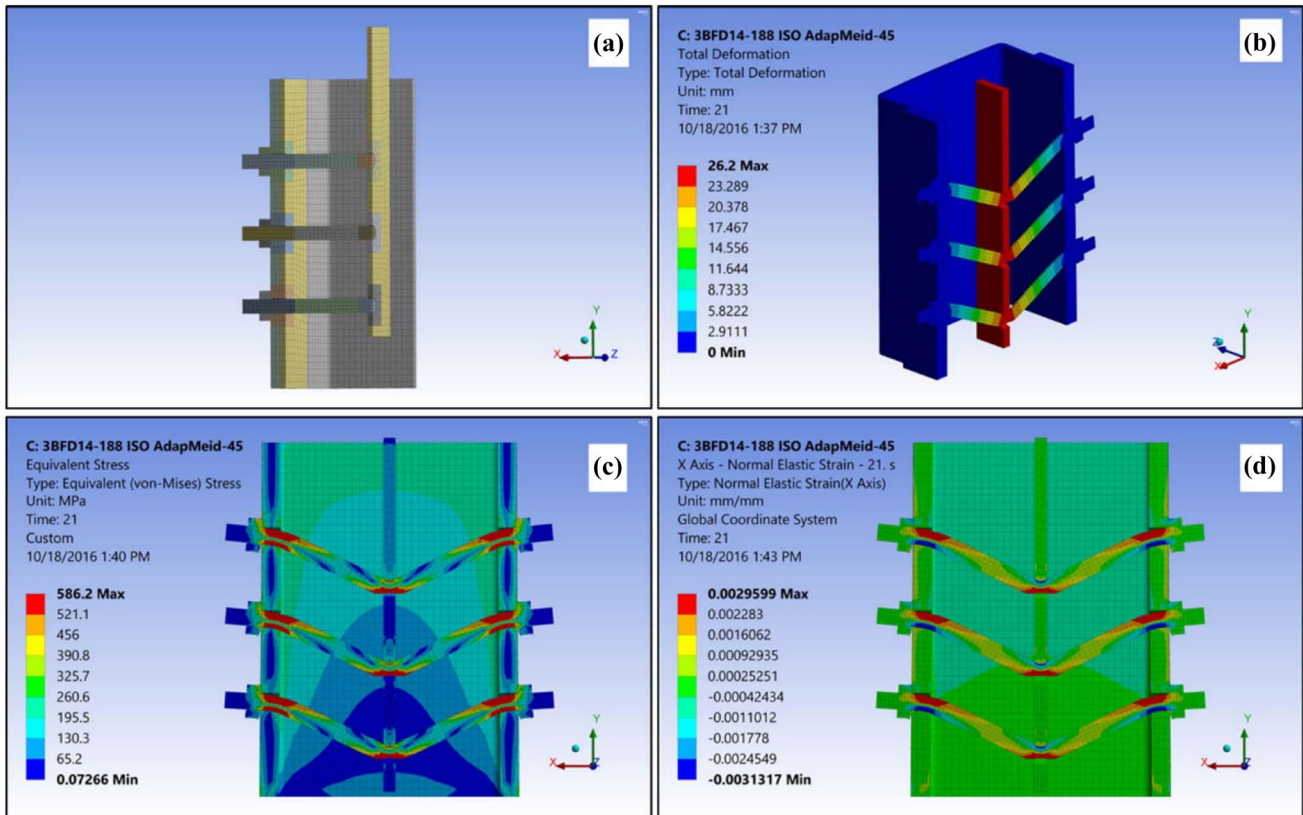 (a)
Y
X
Z
C: 3BFD14-188 ISO AdapMeid-45
Total Deformation
Type: Total Deformation
Unit: mm
Time: 21
10/18/2016 1:37 PM
26.2 Max
23.289
20.378
17.467
14.556
11.644
8.7333
5.8222
2.9111
0 Min
(b)
Y
Z
X
C: 3BFD14-188 ISO AdapMeid-45
Equivalent Stress
Type: Equivalent (von-Mises) Stress
Unit: MPa
Time: 21
Custom
10/18/2016 1:40 PM
586.2 Max
521.1
456
390.8
325.7
260.6
195.5
130.3
65.2
0.07266 Min
(c)
Y
X
Z
C: 3BFD14-188 ISO AdapMeid-45
X Axis - Normal Elastic Strain - 21. s
Type: Normal Elastic Strain(X Axis)
Unit: mm/mm
Global Coordinate System
Time: 21
10/18/2016 1:43 PM
0.0029599 Max
0.002283
0.0016062
0.00092935
0.00025251
-0.00042434
-0.0011012
-0.001778
-0.0024549
-0.0031317 Min
(d)
Y
X
Z